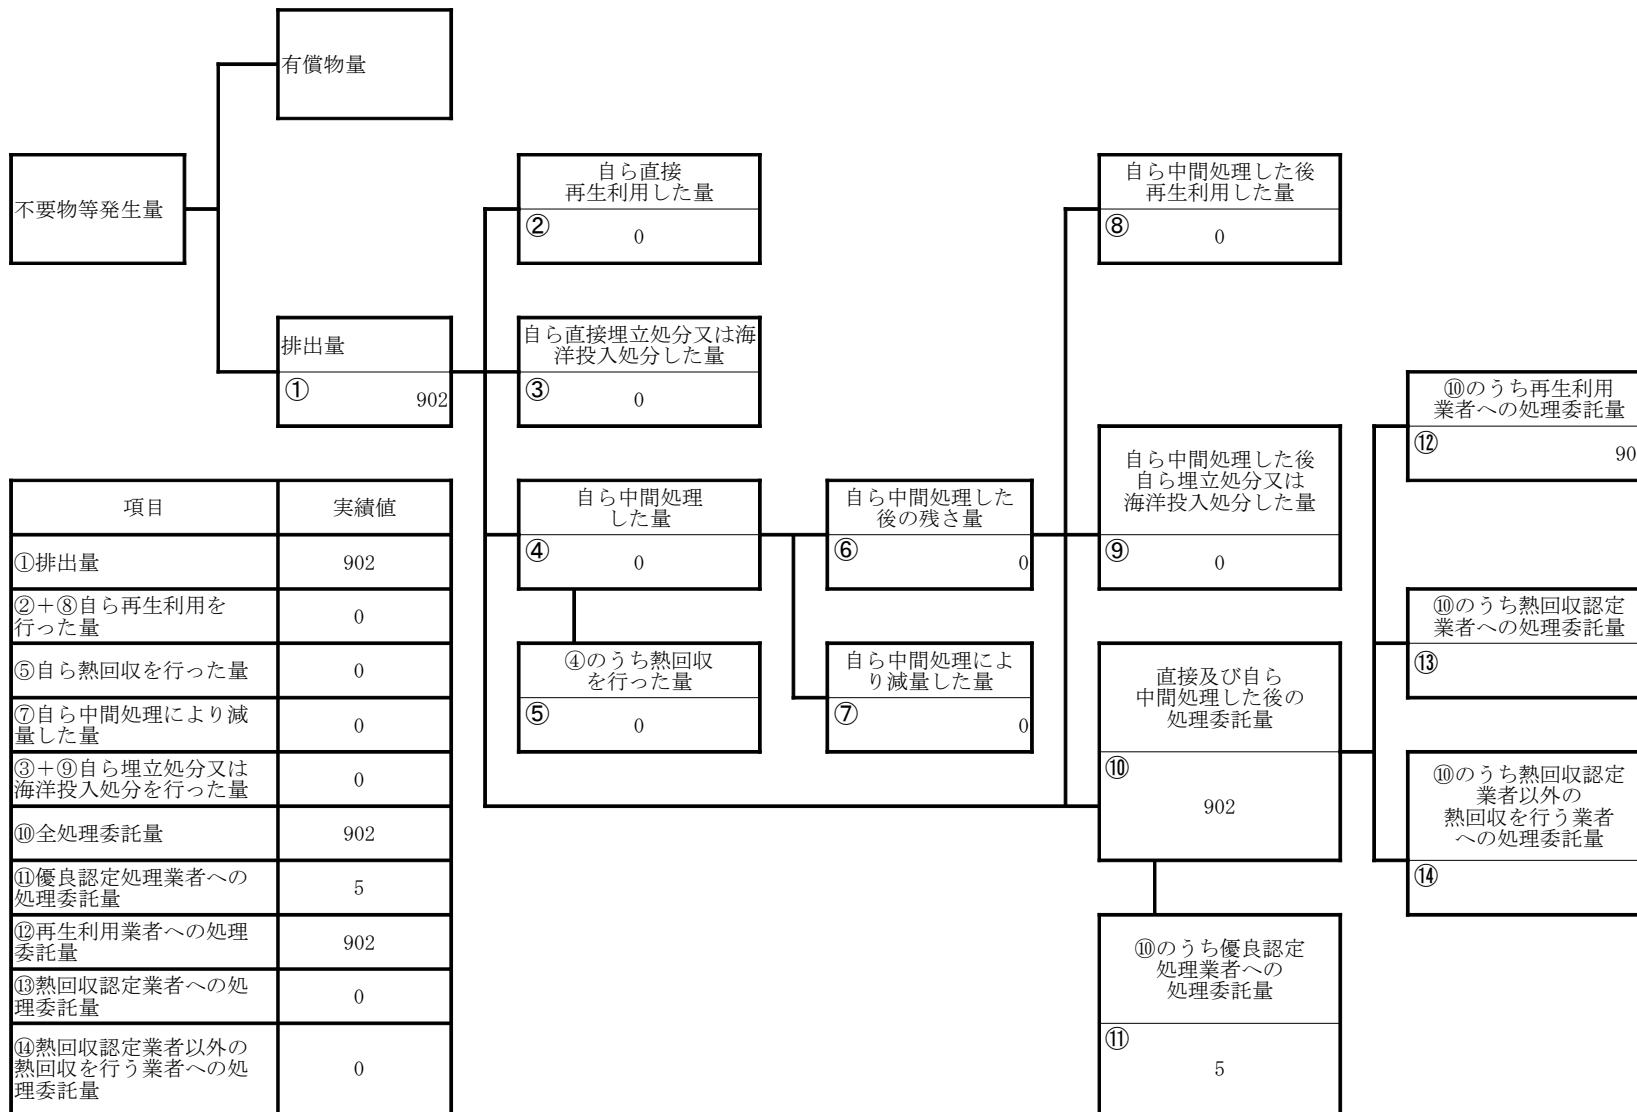 有償物量
不要物等発生量
自ら直接
再生利用した量
②
0
自ら中間処理した後
再生利用した量
⑧
0
排出量
①
902
自ら直接埋立処分又は海
洋投入処分した量
③
0
⑩のうち再生利用
業者への処理委託量
⑫
90
自ら中間処理した後
自ら埋立処分又は
海洋投入処分した量
⑨
0
自ら中間処理
した量
④
0
自ら中間処理した
後の残さ量
⑥
0
⑩のうち熱回収認定
業者への処理委託量
⑬
④のうち熱回収
を行った量
⑤
0
自ら中間処理によ
り減量した量
⑦
0
直接及び自ら
中間処理した後の
処理委託量
⑩
902
⑩のうち熱回収認定
業者以外の
熱回収を行う業者
への処理委託量
⑭
⑩のうち優良認定
処理業者への
処理委託量
⑪
5
項目 実績値
①排出量 902
②+⑧自ら再生利用を
行った量 0
⑤自ら熱回収を行った量 0
⑦自ら中間処理により減
量した量 0
③+⑨自ら埋立処分又は
海洋投入処分を行った量 0
⑩全処理委託量 902
⑪優良認定処理業者への
処理委託量 5
⑫再生利用業者への処理
委託量 902
⑬熱回収認定業者への処
理委託量 0
⑭熱回収認定業者以外の
熱回収を行う業者への処 0
理委託量